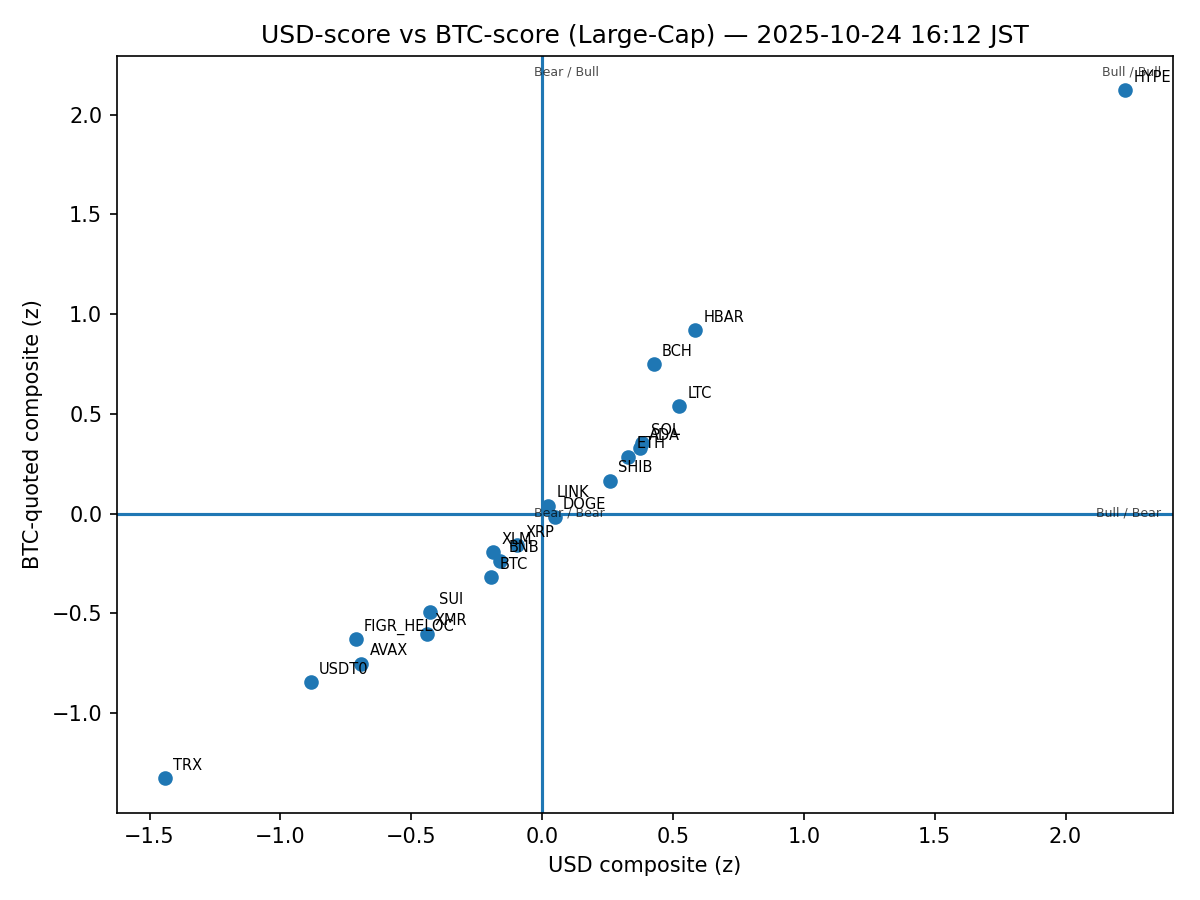 USD-score vs BTC-score (Large-Cap) — 2025-10-24 16:12 JST
Bear / Bull
Bull / Bull
HYPE
2.0
1.5
HBAR
1.0
BCH
LTC
0.5
SOL
ADA
ETH
SHIB
LINK
DOGE
0.0
Bear / Bear
Bull / Bear
XRP
XLM
BNB
BTC
−0.5
SUI
XMR
FIGR_HELOC
AVAX
USDT0
−1.0
TRX
−1.5
−1.0
−0.5
0.0
0.5
1.0
1.5
2.0
USD composite (z)
BTC-quoted composite (z)